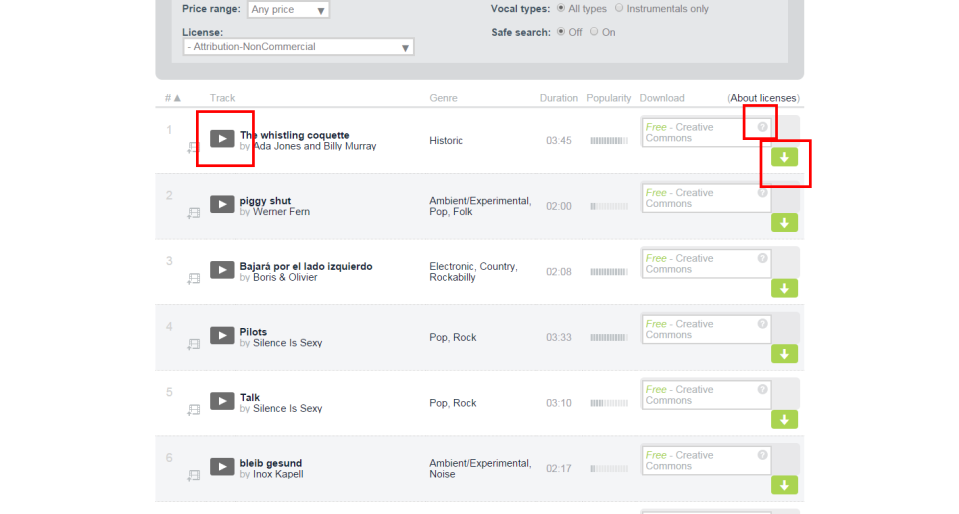 Price range: Any price
Vocal types: All types Instrumentals only
License:
- Attribution-NonCommercial
Safe search: Off On
# Track Genre Duration Popularity Download (About licenses)
1 The whistling coquette
by Ada Jones and Billy Murray
Historic 03:45
Free - Creative
Commons
?
2 piggy shut
by Werner Fern
Ambient/Experimental,
Pop, Folk
02:00
Free - Creative
Commons
?
3 Bajará por el lado izquierdo
by Boris & Olivier
Electronic, Country,
Rockabilly
02:08
Free - Creative
Commons
?
4 Pilots
by Silence Is Sexy
Pop, Rock 03:33
Free - Creative
Commons
?
5 Talk
by Silence Is Sexy
Pop, Rock 03:10
Free - Creative
Commons
?
6 bleib gesund
by Inox Kapell
Ambient/Experimental,
Noise
02:17
Free - Creative
Commons
?